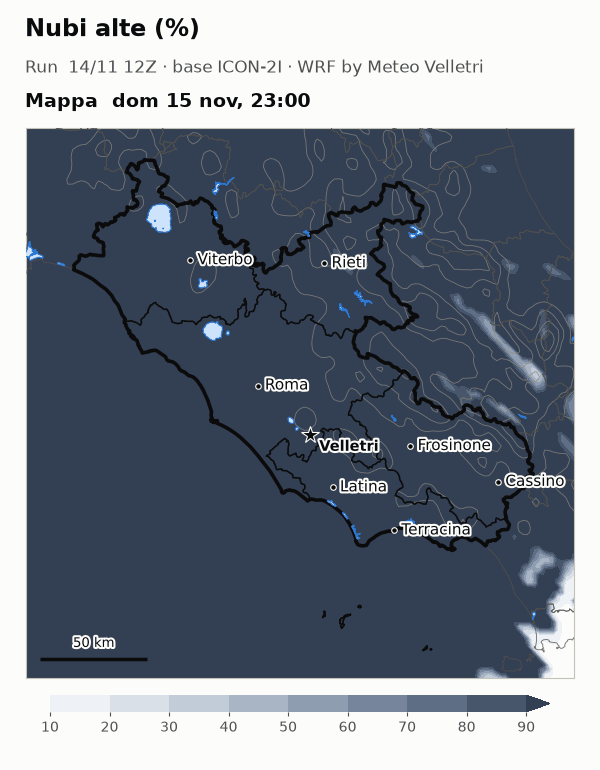 Nubi alte (%)
Run 14/11 12Z · base ICON-2I · WRF by Meteo Velletri
Mappa dom 15 nov, 23:00
Viterbo
Rieti
Roma
Velletri
Frosinone
Latina
Cassino
Terracina
50 km
10 20 30 40 50 60 70 80 90